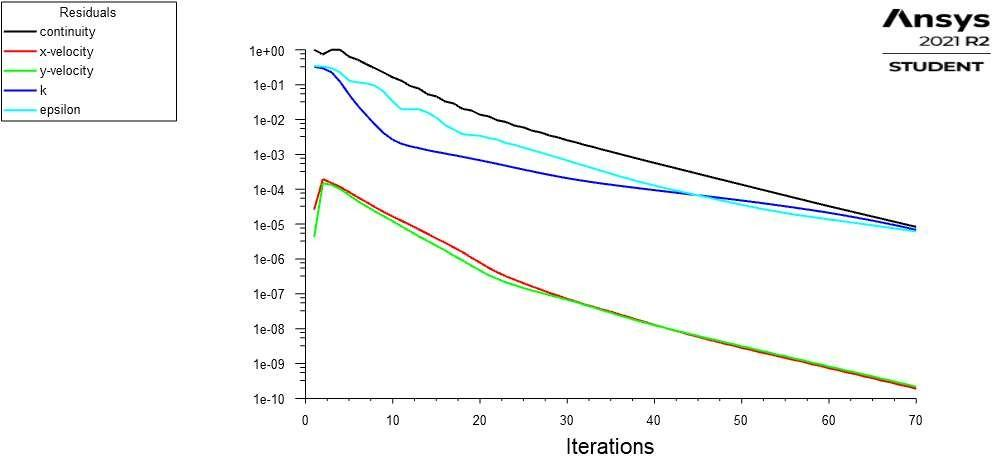 Residuals
continuity
x-velocity
y-velocity
k
epsilon
Ansys
2021 R2
STUDENT
1e+00
1e-01
1e-02
1e-03
1e-04
1e-05
1e-06
1e-07
1e-08
1e-09
1e-10
0 10 20 30 40 50 60 70
Iterations